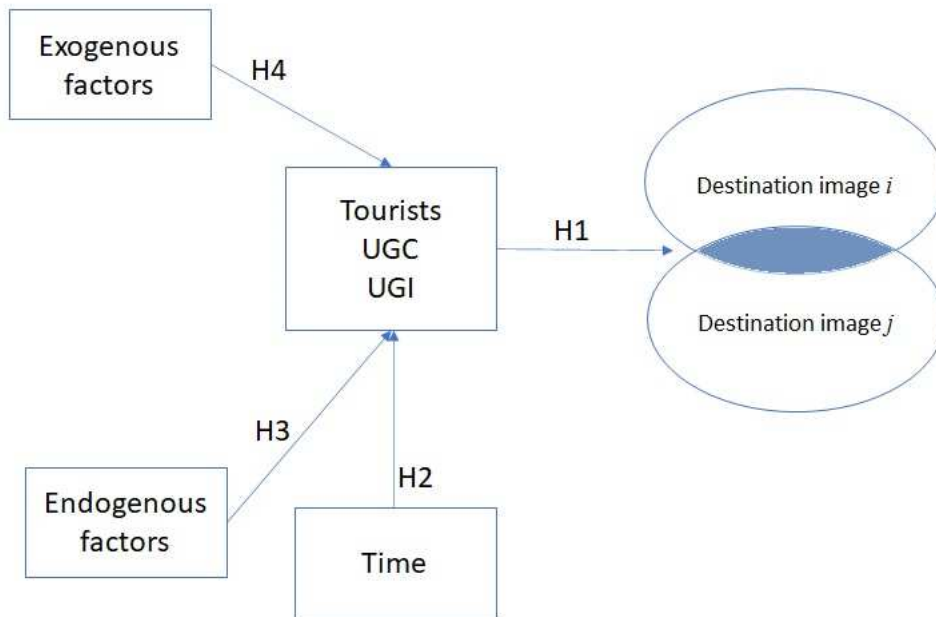 Exogenous
factors
H4
Tourists
UGC
UGI
H1
Destination image i
Destination image j
H3
H2
Endogenous
factors
Time